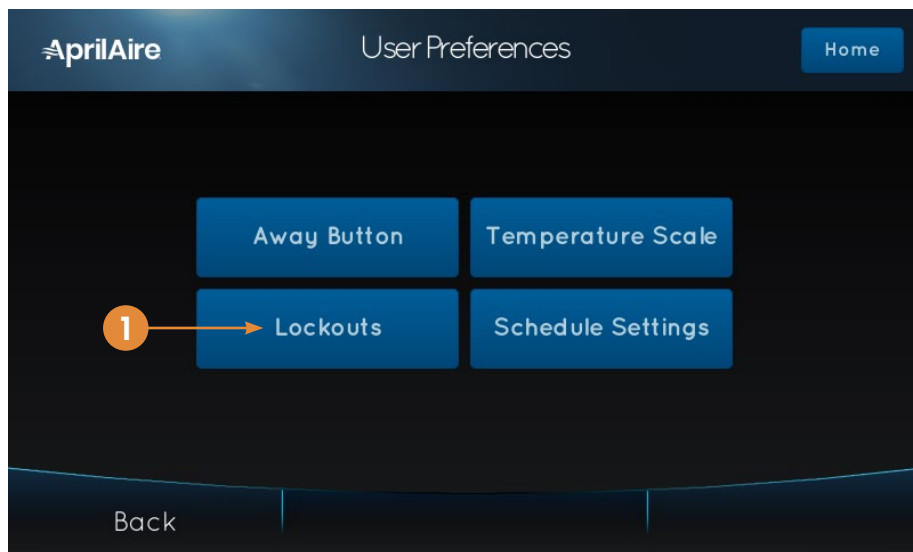 AprilAire
User Preferences
Home
Away Button
Temperature Scale
1
Lockouts
Schedule Settings
Back